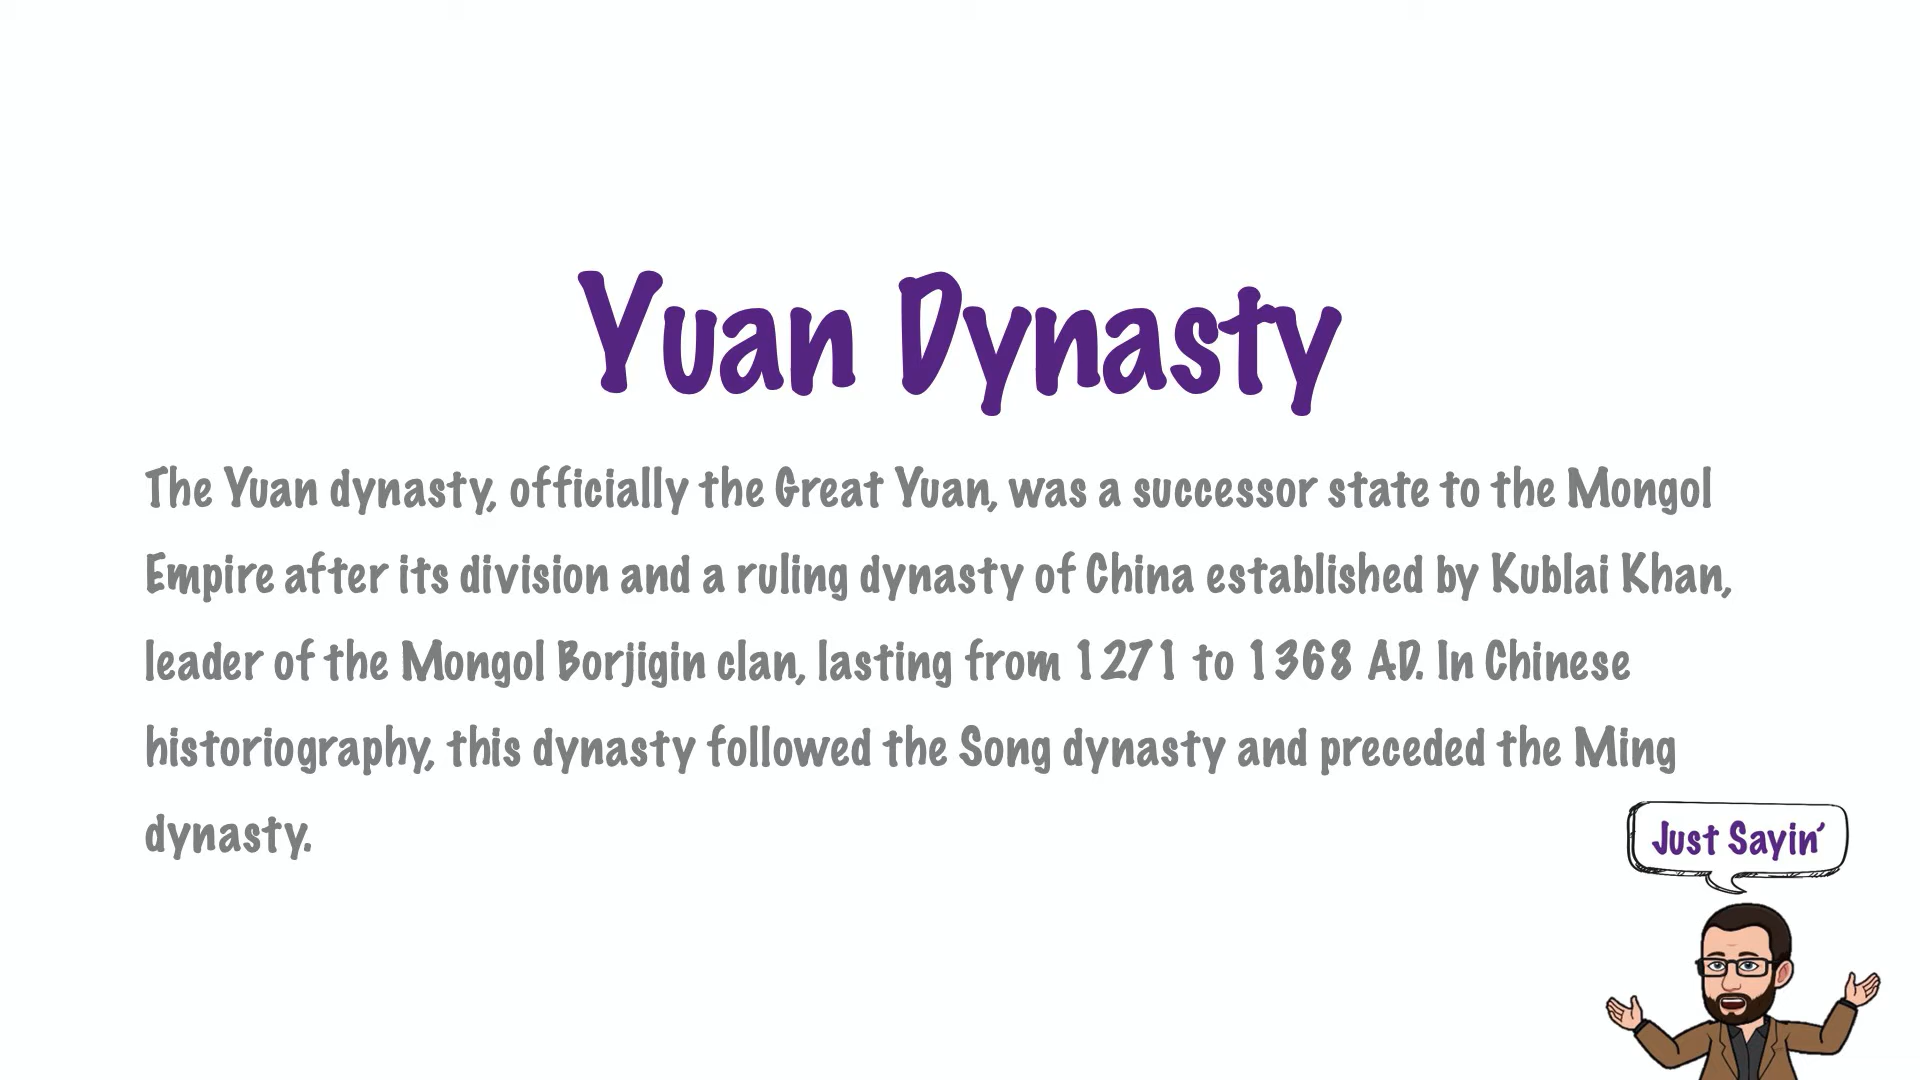 Yuan Dynasty
The Yuan dynasty, officially the Great Yuan, was a successor state to the Mongol
Empire after its division and a ruling dynasty of China established by Kublai Khan,
leader of the Mongol Borjigin clan, lasting from 1271 to 1368 AD. In Chinese
historiography, this dynasty followed the Song dynasty and preceded the Ming
dynasty.
Just Sayin’